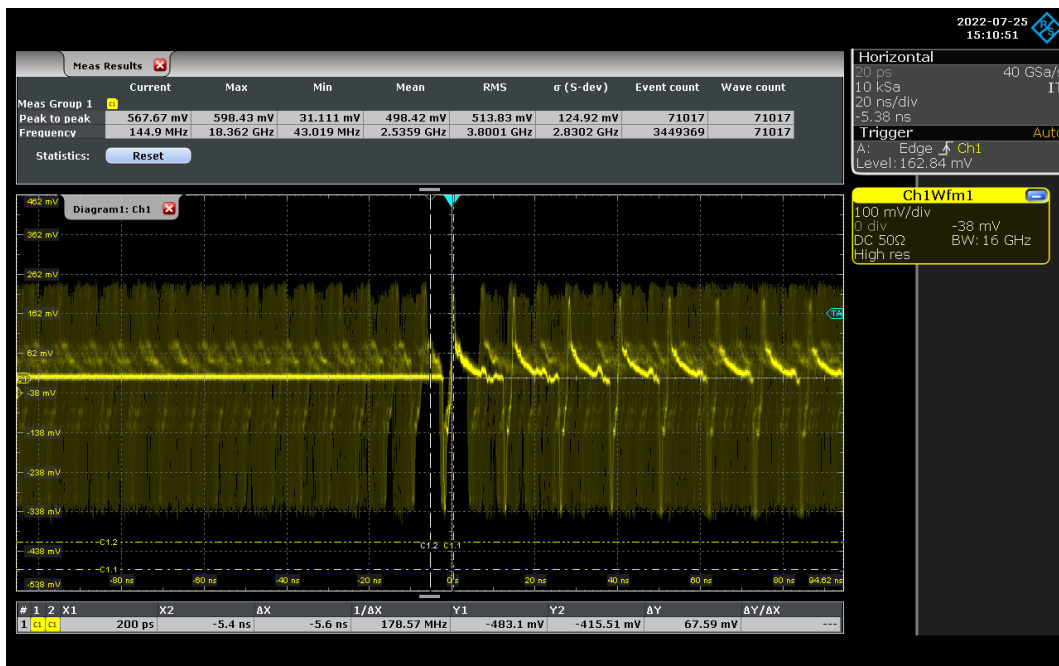 2022-07-25
15:10:51
Meas Results
Current Max Min Mean RMS σ (S-dev) Event count Wave count
Meas Group 1 C1
Peak to peak 567.67 mV 598.43 mV 31.111 mV 498.42 mV 513.83 mV 124.92 mV 71017 71017
Frequency 144.9 MHz 18.362 GHz 43.019 MHz 2.5359 GHz 3.8001 GHz 2.8302 GHz 3449369 71017
Statistics: Reset
Horizontal
20 ps 40 GSa/s
10 kSa IT
20 ns/div
-5.38 ns
Trigger Auto
A: Edge Ch1
Level: 162.84 mV
Ch1Wfm1
100 mV/div
0 div -38 mV
DC 50Ω BW: 16 GHz
High res
Diagram1: Ch1
462 mV
362 mV
262 mV
162 mV
TA
62 mV
C1
-38 mV
-138 mV
-238 mV
-338 mV
C1.2
C1.2 C1.1
-438 mV
C1.1
-538 mV -80 ns -60 ns -40 ns -20 ns 0 s 20 ns 40 ns 60 ns 80 ns 94.62 ns
# 1 2 X1 X2 ΔX 1/ΔX Y1 Y2 ΔY ΔY/ΔX
1 C1 C1 200 ps -5.4 ns -5.6 ns 178.57 MHz -483.1 mV -415.51 mV 67.59 mV ---